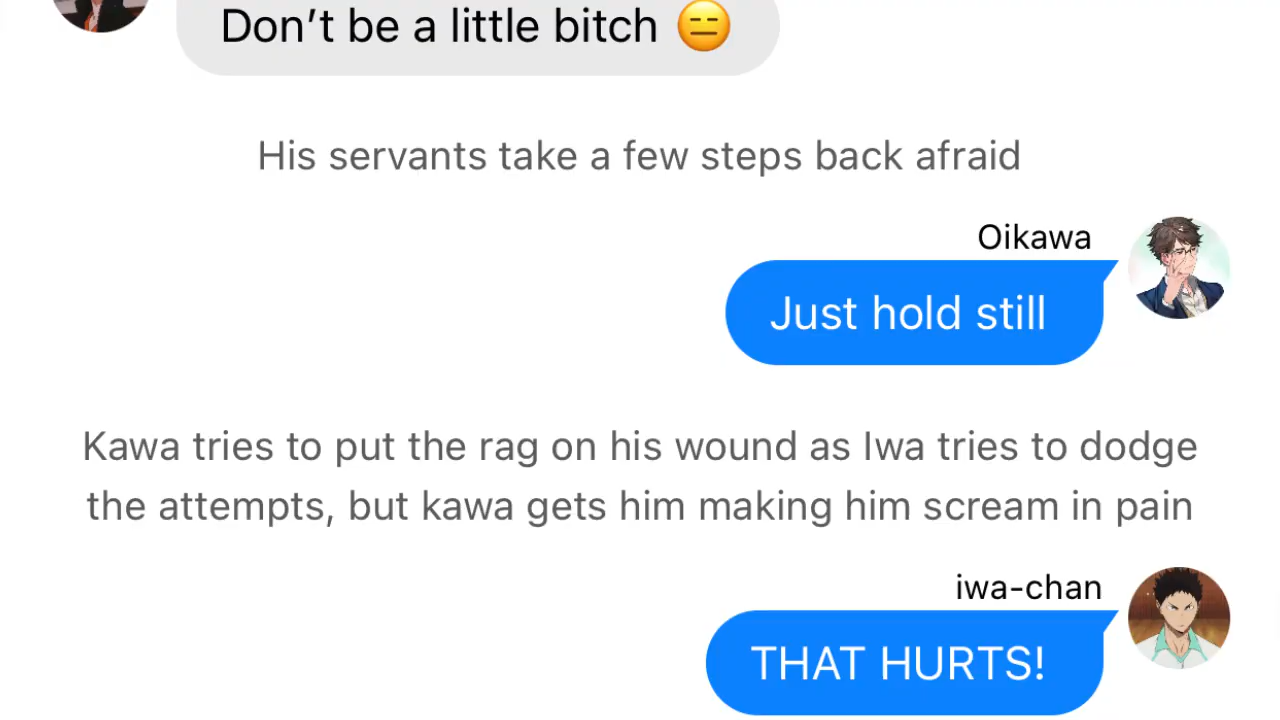 Don’t be a little bitch 😑
His servants take a few steps back afraid
Oikawa
Just hold still
Kawa tries to put the rag on his wound as Iwa tries to dodge
the attempts, but kawa gets him making him scream in pain
iwa-chan
THAT HURTS!